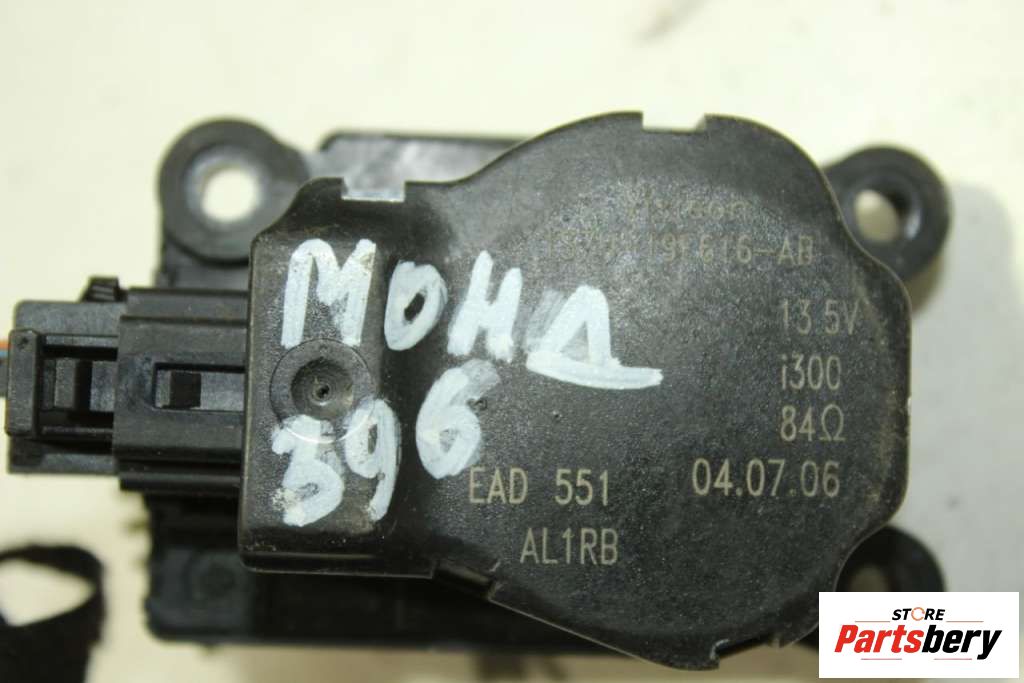 13.5V
i300
84Ω
МОНД
396
EAD 551
04.07.06
AL1RB
STORE
Partsbery